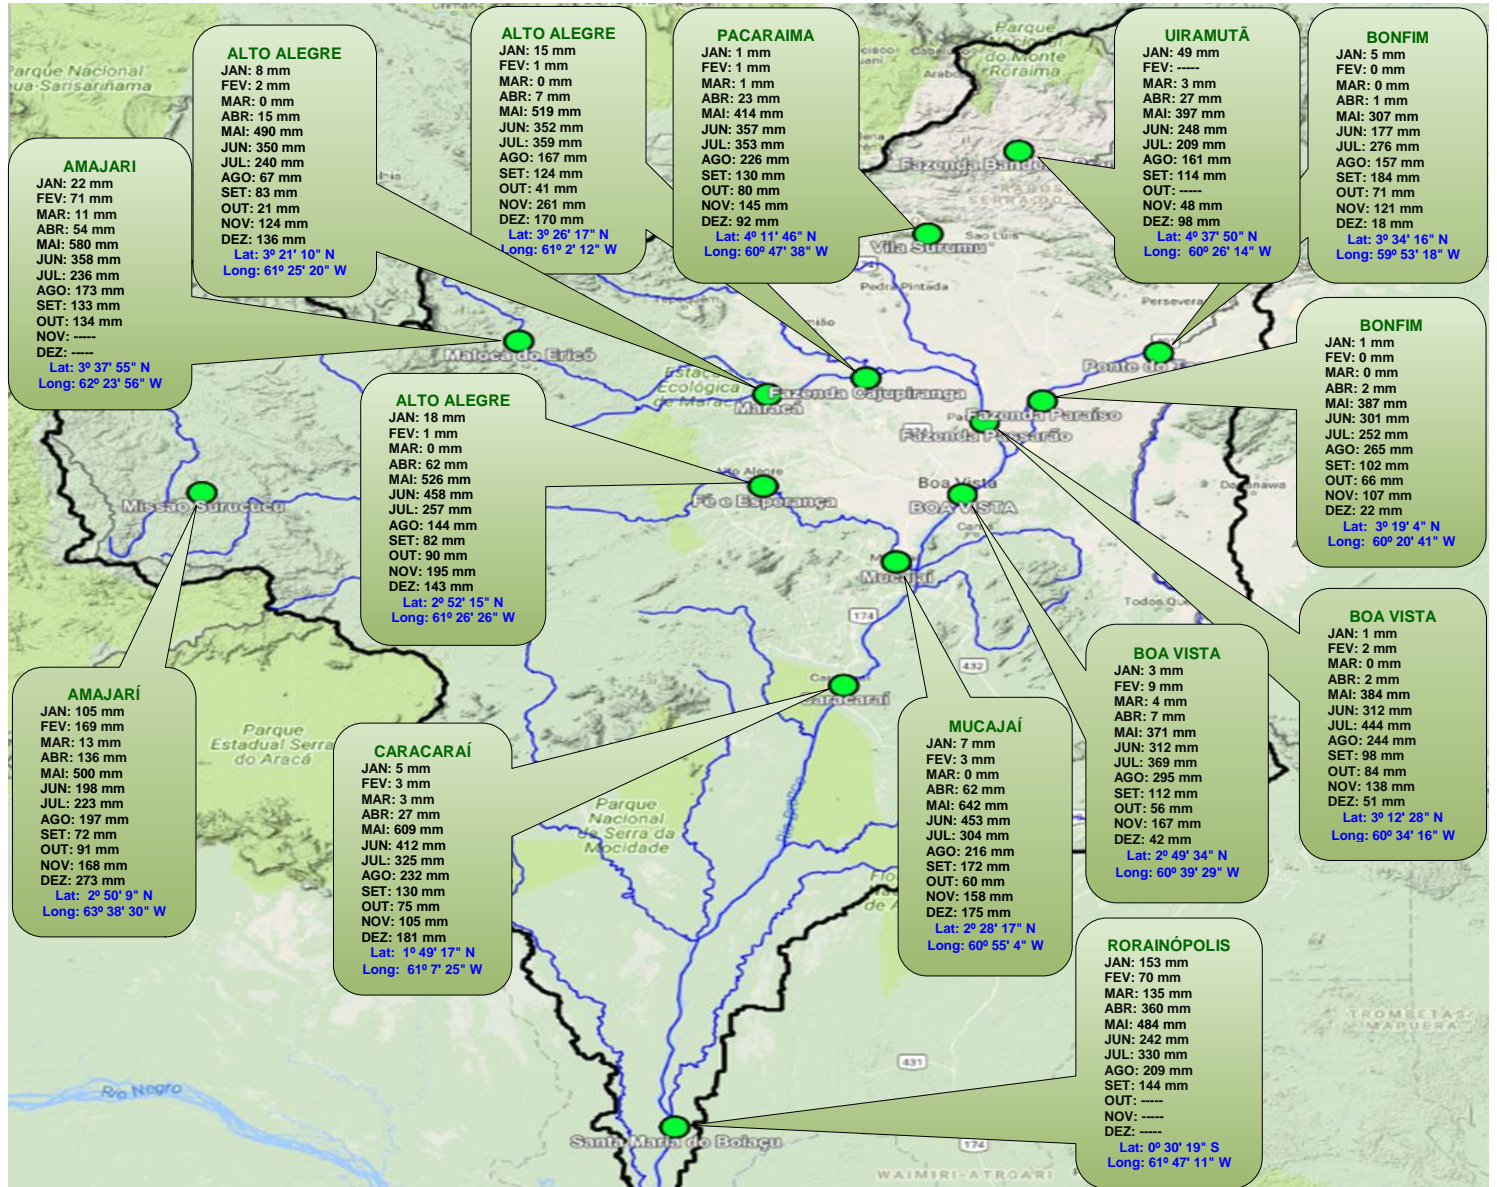 ALTO ALEGRE
JAN: 8 mm
FEV: 2 mm
MAR: 0 mm
ABR: 15 mm
MAI: 490 mm
JUN: 350 mm
JUL: 240 mm
AGO: 67 mm
SET: 83 mm
OUT: 21 mm
NOV: 124 mm
DEZ: 136 mm
Lat: 3º 21' 10" N
Long: 61º 25' 20" W
ALTO ALEGRE
JAN: 15 mm
FEV: 1 mm
MAR: 0 mm
ABR: 7 mm
MAI: 519 mm
JUN: 352 mm
JUL: 359 mm
AGO: 167 mm
SET: 124 mm
OUT: 41 mm
NOV: 261 mm
DEZ: 170 mm
Lat: 3º 26' 17" N
Long: 61º 2' 12" W
PACARAIMA
JAN: 1 mm
FEV: 1 mm
MAR: 1 mm
ABR: 23 mm
MAI: 414 mm
JUN: 357 mm
JUL: 353 mm
AGO: 226 mm
SET: 130 mm
OUT: 80 mm
NOV: 145 mm
DEZ: 92 mm
Lat: 4º 11' 46" N
Long: 60º 47' 38" W
UIRAMUTÃ
JAN: 49 mm
FEV: -----
MAR: 3 mm
ABR: 27 mm
MAI: 397 mm
JUN: 248 mm
JUL: 209 mm
AGO: 161 mm
SET: 114 mm
OUT: -----
NOV: 48 mm
DEZ: 98 mm
Lat: 4º 37' 50" N
Long: 60º 26' 14" W
BONFIM
JAN: 5 mm
FEV: 0 mm
MAR: 0 mm
ABR: 1 mm
MAI: 307 mm
JUN: 177 mm
JUL: 276 mm
AGO: 157 mm
SET: 184 mm
OUT: 71 mm
NOV: 121 mm
DEZ: 18 mm
Lat: 3º 34' 16" N
Long: 59º 53' 18" W
AMAJARI
JAN: 22 mm
FEV: 71 mm
MAR: 11 mm
ABR: 54 mm
MAI: 580 mm
JUN: 358 mm
JUL: 236 mm
AGO: 173 mm
SET: 133 mm
OUT: 134 mm
NOV: -----
DEZ: -----
Lat: 3º 37' 55" N
Long: 62º 23' 56" W
BONFIM
JAN: 1 mm
FEV: 0 mm
MAR: 0 mm
ABR: 2 mm
MAI: 387 mm
JUN: 301 mm
JUL: 252 mm
AGO: 265 mm
SET: 102 mm
OUT: 66 mm
NOV: 107 mm
DEZ: 22 mm
Lat: 3º 19' 4" N
Long: 60º 20' 41" W
ALTO ALEGRE
JAN: 18 mm
FEV: 1 mm
MAR: 0 mm
ABR: 62 mm
MAI: 526 mm
JUN: 458 mm
JUL: 257 mm
AGO: 144 mm
SET: 82 mm
OUT: 90 mm
NOV: 195 mm
DEZ: 143 mm
Lat: 2º 52' 15" N
Long: 61º 26' 26" W
BOA VISTA
JAN: 1 mm
FEV: 2 mm
MAR: 0 mm
ABR: 2 mm
MAI: 384 mm
JUN: 312 mm
JUL: 444 mm
AGO: 244 mm
SET: 98 mm
OUT: 84 mm
NOV: 138 mm
DEZ: 51 mm
Lat: 3º 12' 28" N
Long: 60º 34' 16" W
BOA VISTA
JAN: 3 mm
FEV: 9 mm
MAR: 4 mm
ABR: 7 mm
MAI: 371 mm
JUN: 312 mm
JUL: 369 mm
AGO: 295 mm
SET: 112 mm
OUT: 56 mm
NOV: 167 mm
DEZ: 42 mm
Lat: 2º 49' 34" N
Long: 60º 39' 29" W
AMAJARÍ
JAN: 105 mm
FEV: 169 mm
MAR: 13 mm
ABR: 136 mm
MAI: 500 mm
JUN: 198 mm
JUL: 223 mm
AGO: 197 mm
SET: 72 mm
OUT: 91 mm
NOV: 168 mm
DEZ: 273 mm
Lat: 2º 50' 9" N
Long: 63º 38' 30" W
CARACARAÍ
JAN: 5 mm
FEV: 3 mm
MAR: 3 mm
ABR: 27 mm
MAI: 609 mm
JUN: 412 mm
JUL: 325 mm
AGO: 232 mm
SET: 130 mm
OUT: 75 mm
NOV: 105 mm
DEZ: 181 mm
Lat: 1º 49' 17" N
Long: 61º 7' 25" W
MUCAJAÍ
JAN: 7 mm
FEV: 3 mm
MAR: 0 mm
ABR: 62 mm
MAI: 642 mm
JUN: 453 mm
JUL: 304 mm
AGO: 216 mm
SET: 172 mm
OUT: 60 mm
NOV: 158 mm
DEZ: 175 mm
Lat: 2º 28' 17" N
Long: 60º 55' 4" W
RORAINÓPOLIS
JAN: 153 mm
FEV: 70 mm
MAR: 135 mm
ABR: 360 mm
MAI: 484 mm
JUN: 242 mm
JUL: 330 mm
AGO: 209 mm
SET: 144 mm
OUT: -----
NOV: -----
DEZ: -----
Lat: 0º 30' 19" S
Long: 61º 47' 11" W
Parque
do Monte
Roraima
Parque Nacional
Vila Surumu
Sao Luis
Pedra Pintada
Maloca do Ericó
Ecológica
Maracá
Fazenda Cajupiranga
Fazenda Paraíso
Fazenda Passarão
Ponte do
Missão Surucucu
Alegre
Fé e Esperança
Boa Vista
BOA VISTA
Mucajaí
174
432
Caracaraí
Parque
Estadual Serra
do Aracá
Parque
Nacional
da Serra da
Mocidade
Rio Branco
Rio Negro
431
174
Santa Maria do Boiaçu
TROMBETAS/
MAPUERA
WAIMIRI-ATROARI